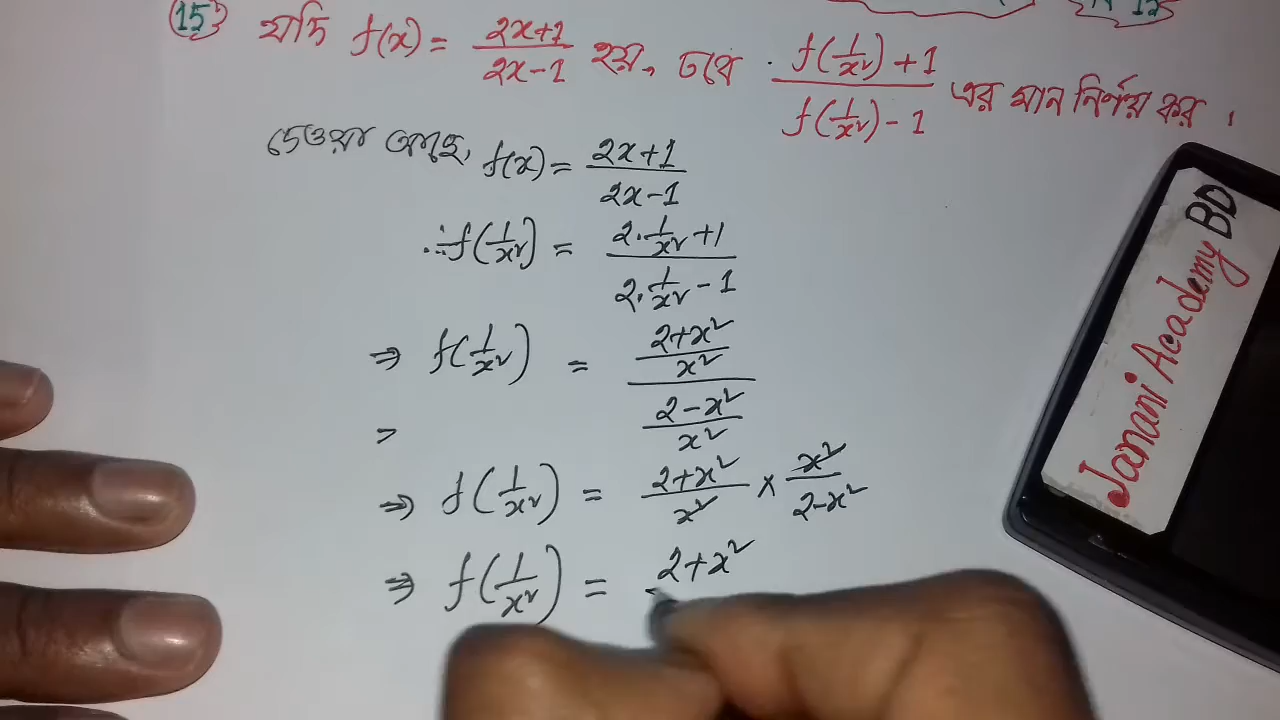 (15) যদি f(x) = (2x+1)/(2x-1) হয়, তবে (f(1/x²)+1)/(f(1/x²)-1) এর মান নির্ণয় কর।
দেওয়া আছে, f(x) = (2x+1)/(2x-1)
∴ f(1/x²) = (2·1/x²+1)/(2·1/x²-1)
⇒ f(1/x²) = ((2+x²)/x²)/((2-x²)/x²)
⇒ f(1/x²) = (2+x²)/x² × x²/(2-x²)
⇒ f(1/x²) = 2+x²
Janani Academy BD